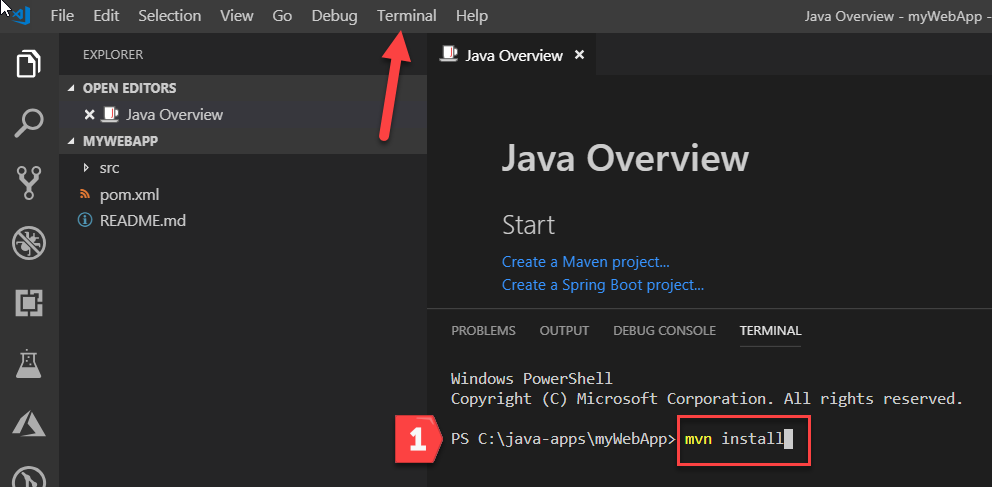 File Edit Selection View Go Debug Terminal Help Java Overview - myWebApp -
EXPLORER
OPEN EDITORS
Java Overview
MYWEBAPP
src
pom.xml
README.md
Java Overview
Java Overview
Start
Create a Maven project...
Create a Spring Boot project...
PROBLEMS OUTPUT DEBUG CONSOLE TERMINAL
Windows PowerShell
Copyright (C) Microsoft Corporation. All rights reserved.
1 PS C:\java-apps\myWebApp> mvn install